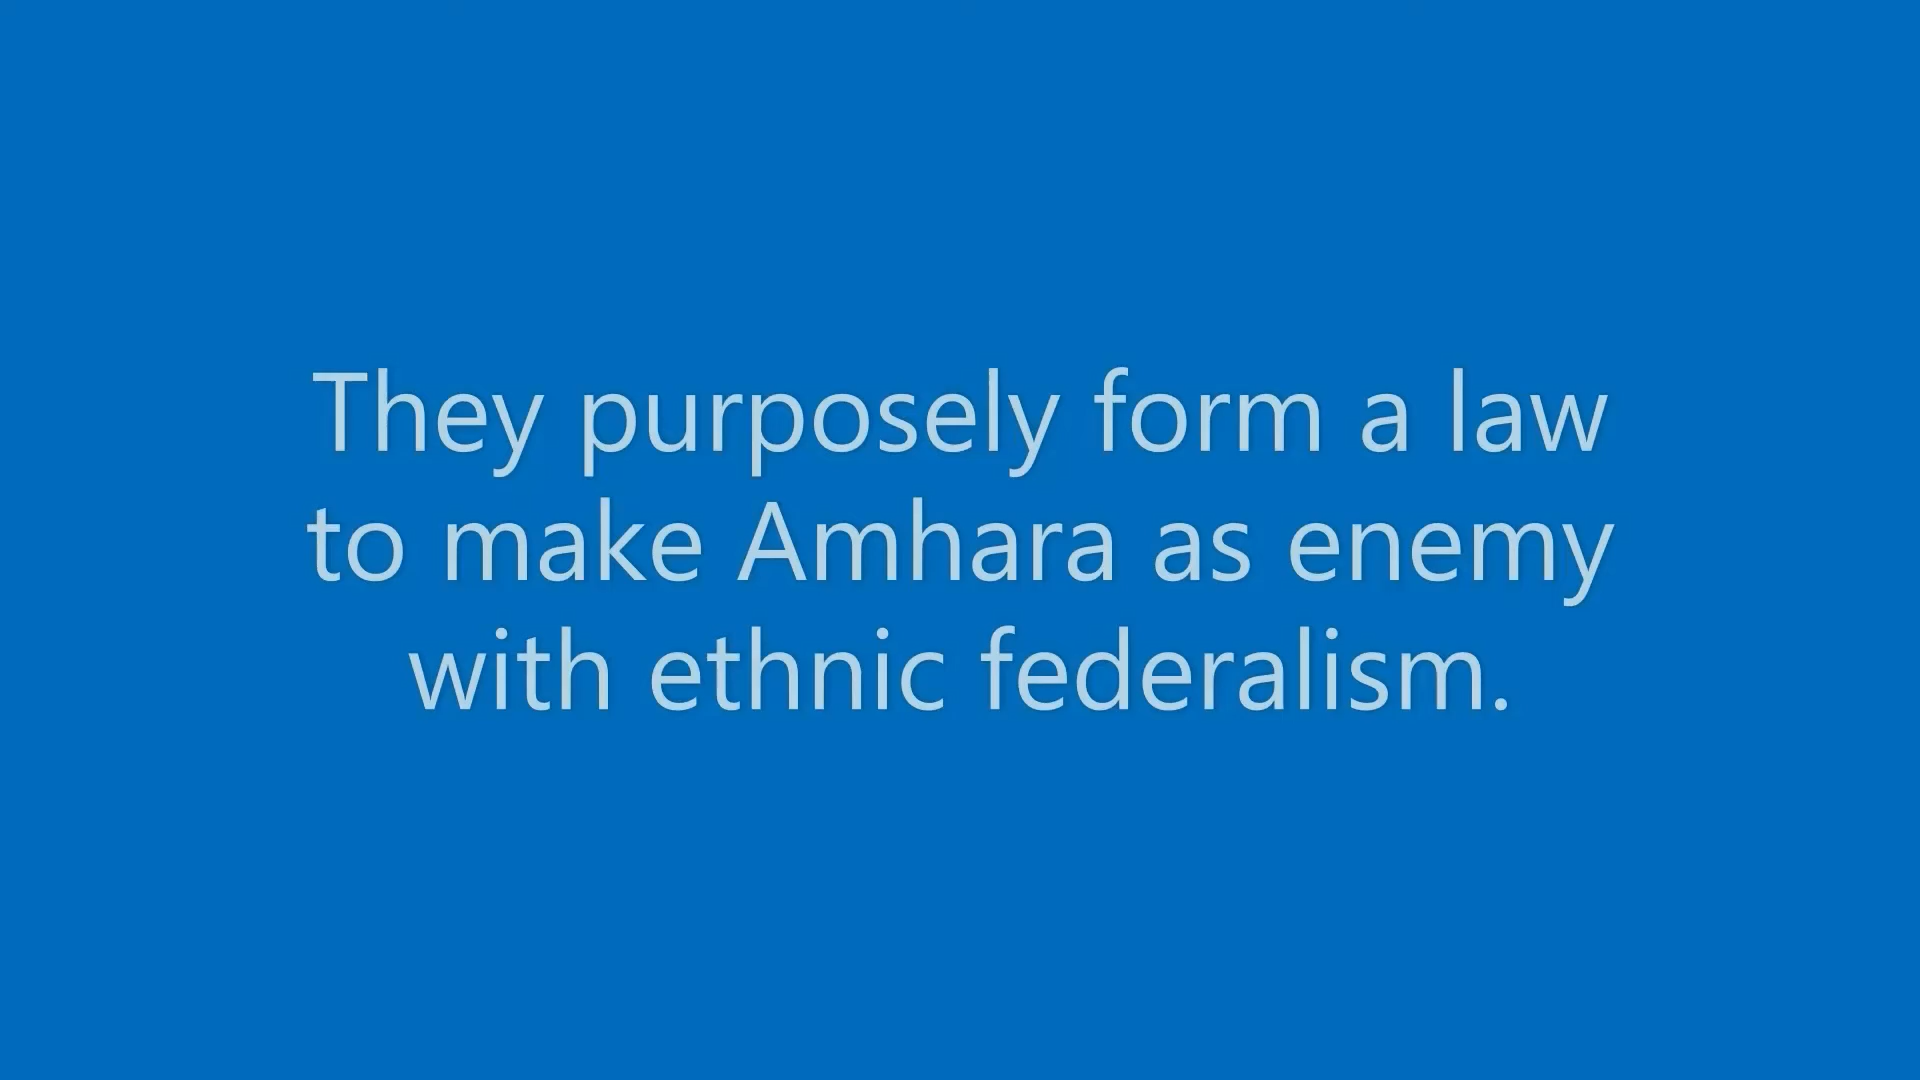 They purposely form a law
to make Amhara as enemy
with ethnic federalism.